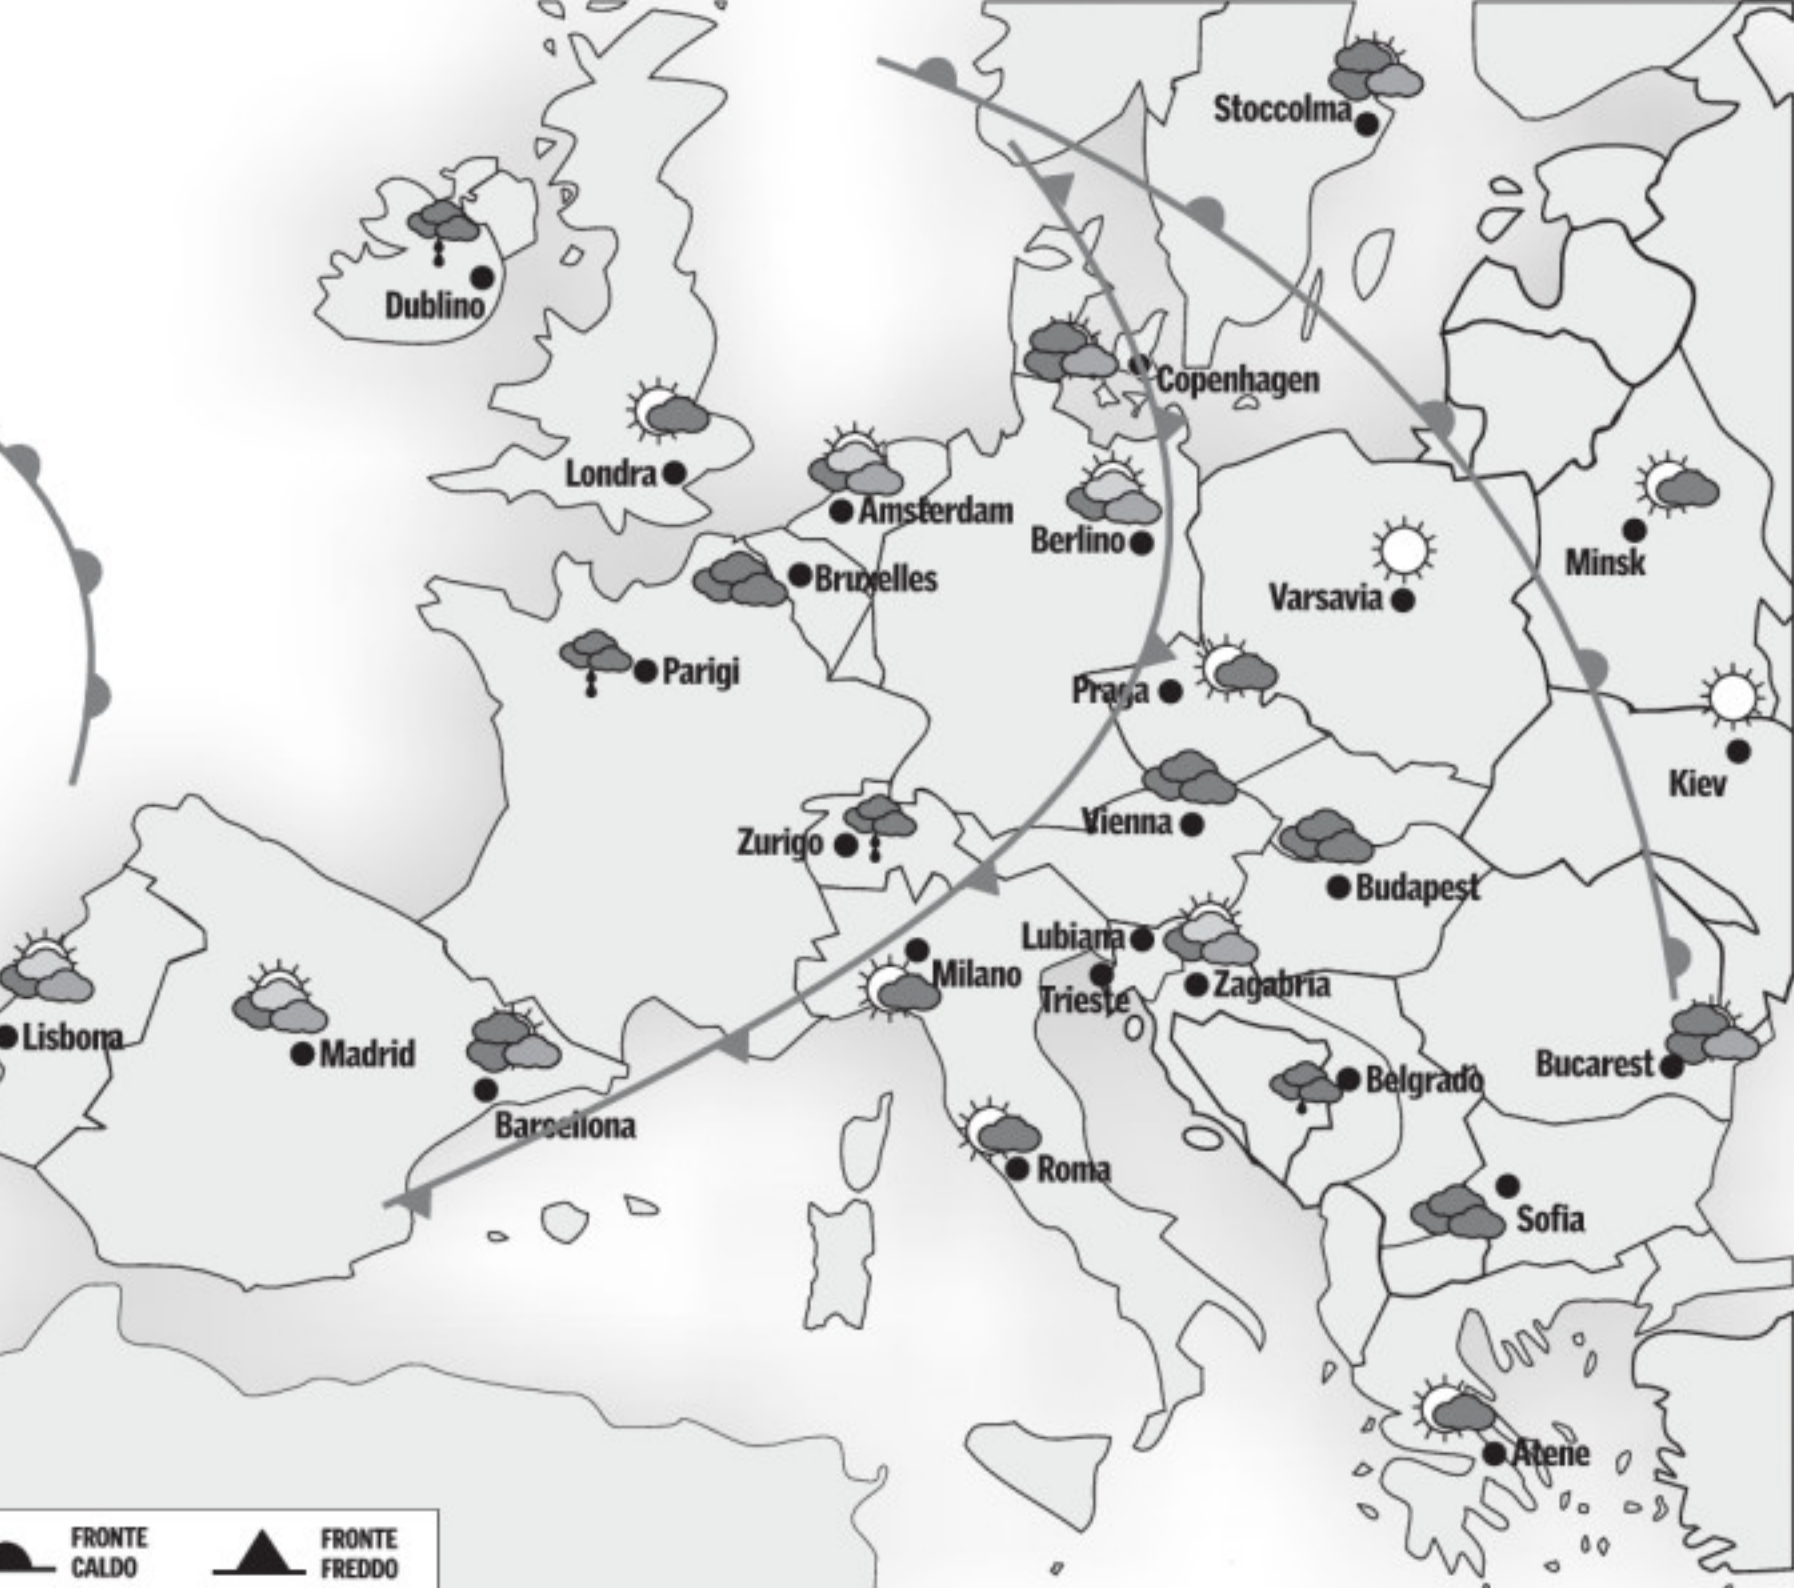 Stoccolma
Dublino
Copenhagen
Londra
Amsterdam
Berlino
Minsk
Bruxelles
Varsavia
Parigi
Praga
Kiev
Vienna
Zurigo
Budapest
Lubiana
Milano
Zagabria
Trieste
Lisbona
Madrid
Bucarest
Belgrado
Barcellona
Roma
Sofia
Atene
FRONTE
CALDO
FRONTE
FREDDO